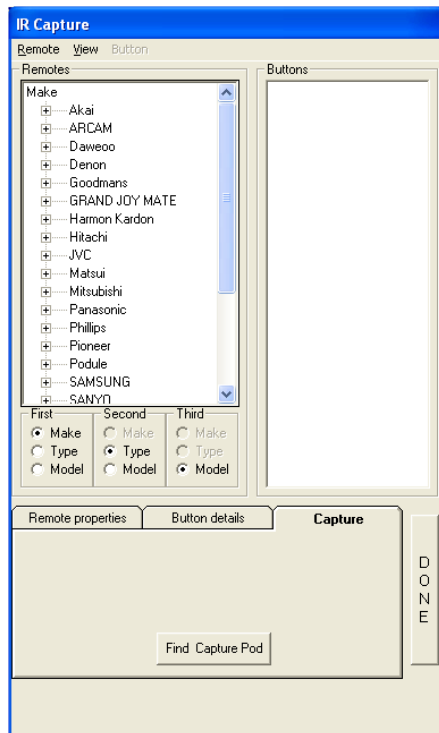 IR Capture
Remote View Button
Remotes
Make
Akai
ARCAM
Daweoo
Denon
Goodmans
GRAND JOY MATE
Harmon Kardon
Hitachi
JVC
Matsui
Mitsubishi
Panasonic
Phillips
Pioneer
Podule
SAMSUNG
SANYO
Buttons
First Second Third
Make Make Make
Type Type Type
Model Model Model
Remote properties Button details Capture
Find Capture Pod
DONE